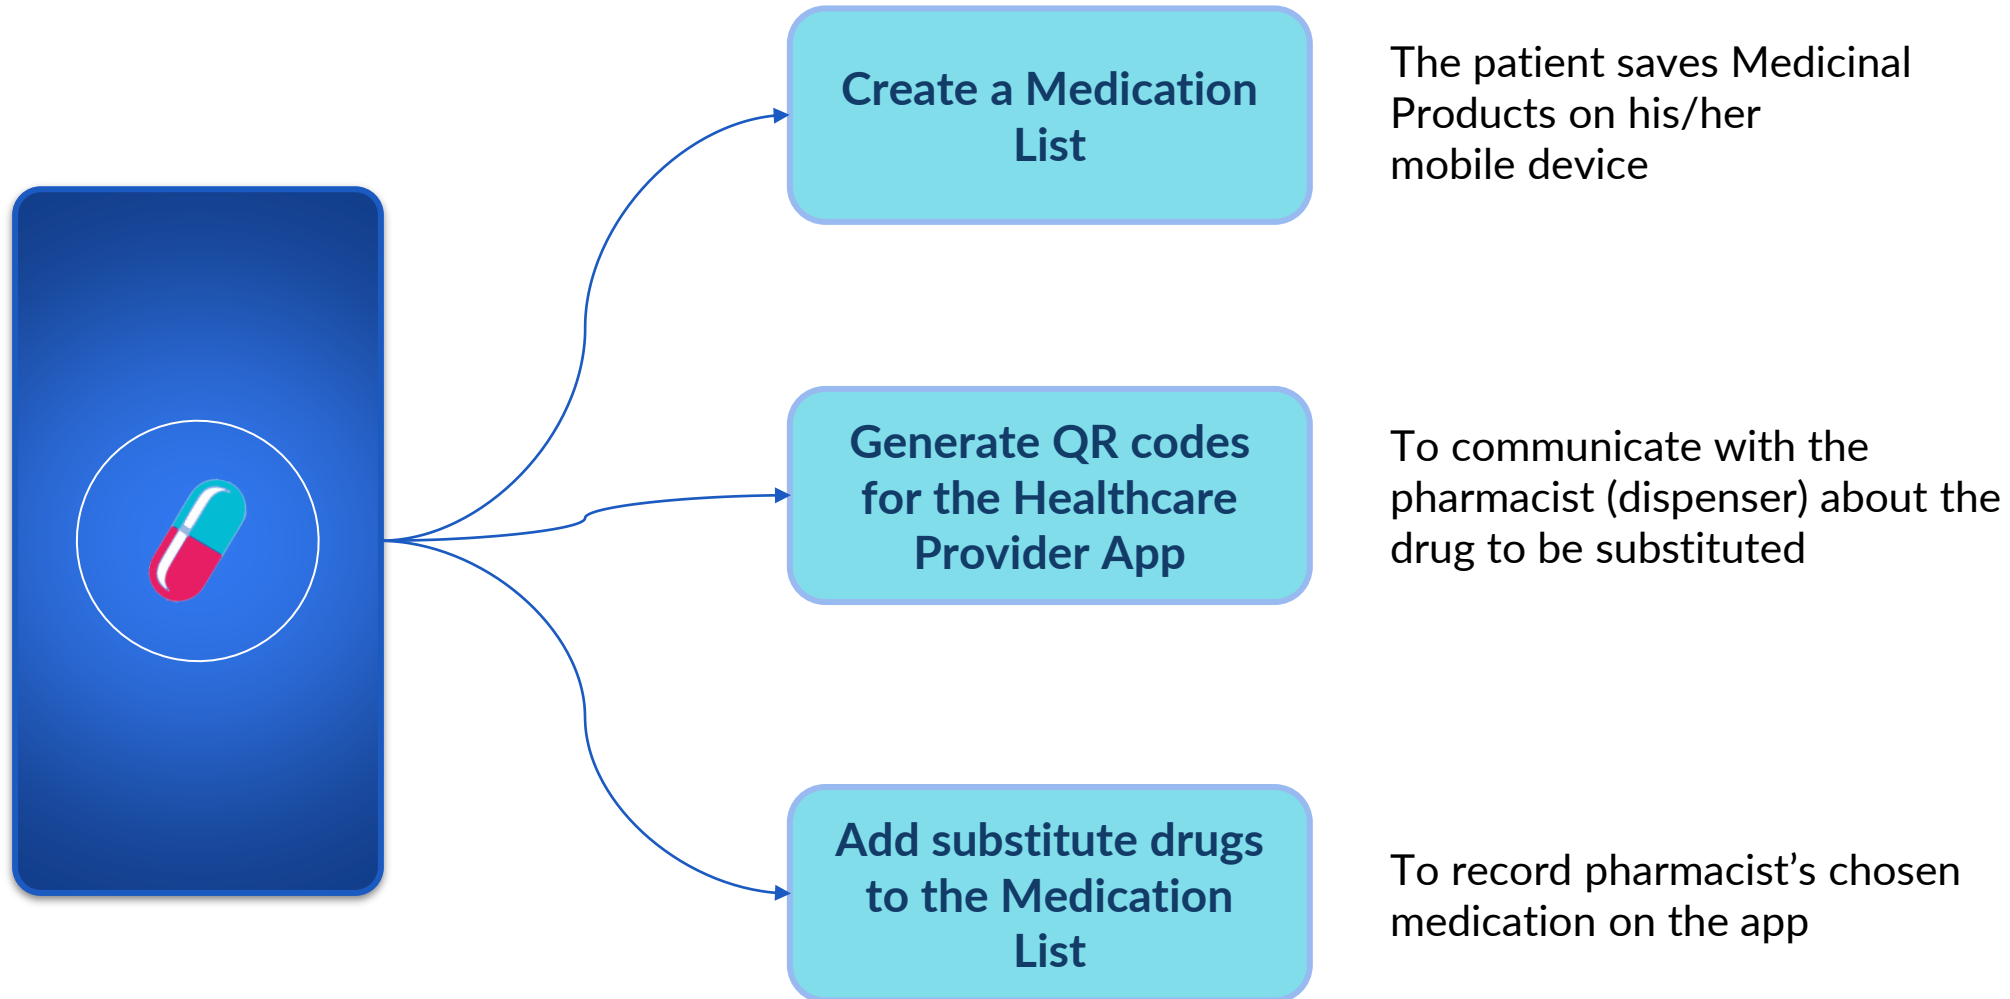 Create a Medication
List
The patient saves Medicinal
Products on his/her
mobile device
Generate QR codes
for the Healthcare
Provider App
To communicate with the
pharmacist (dispenser) about the
drug to be substituted
Add substitute drugs
to the Medication
List
To record pharmacist’s chosen
medication on the app